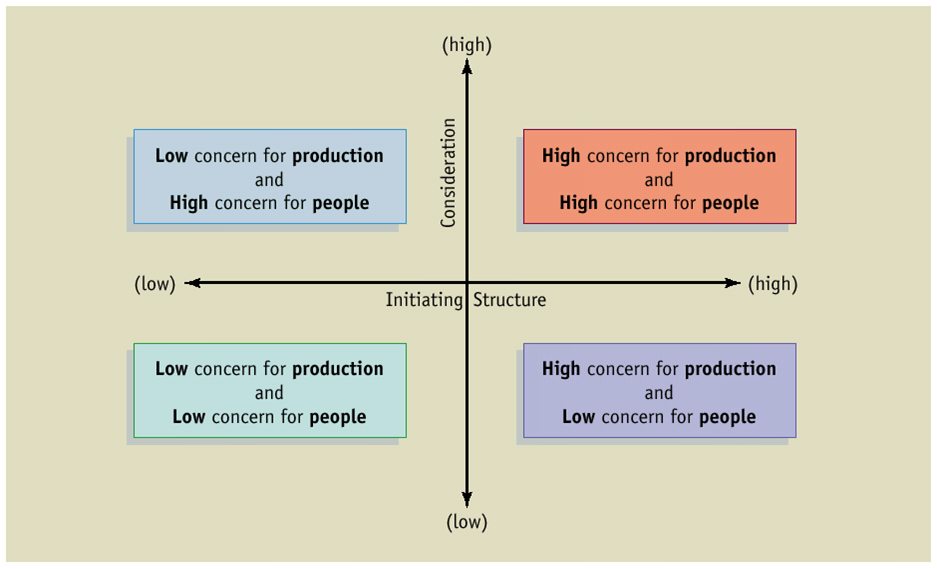 (high)
Consideration
Low concern for production
and
High concern for people
High concern for production
and
High concern for people
(low)
(high)
Initiating Structure
Low concern for production
and
Low concern for people
High concern for production
and
Low concern for people
(low)